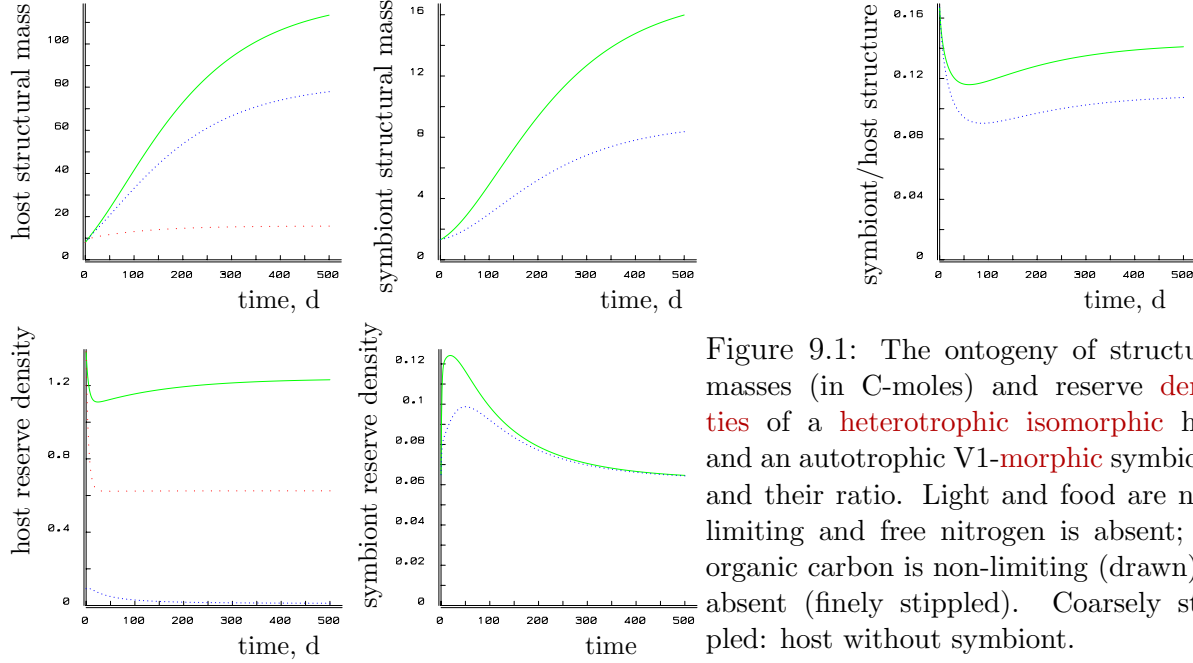 host structural mass
100
80
60
40
20
0
0 100 200 300 400 500
time, d
symbiont structural mass
16
12
8
4
0
0 100 200 300 400 500
time, d
symbiont/host structure
0.16
0.12
0.08
0.04
0
0 100 200 300 400 500
time, d
host reserve density
1.2
0.8
0.4
0
0 100 200 300 400 500
time, d
symbiont reserve density
0.12
0.1
0.08
0.06
0.04
0.02
0
0 100 200 300 400 500
time
Figure 9.1: The ontogeny of structu
masses (in C-moles) and reserve den
ties of a heterotrophic isomorphic h
and an autotrophic V1-morphic symbio
and their ratio. Light and food are n
limiting and free nitrogen is absent;
organic carbon is non-limiting (drawn)
absent (finely stippled). Coarsely st
pled: host without symbiont.